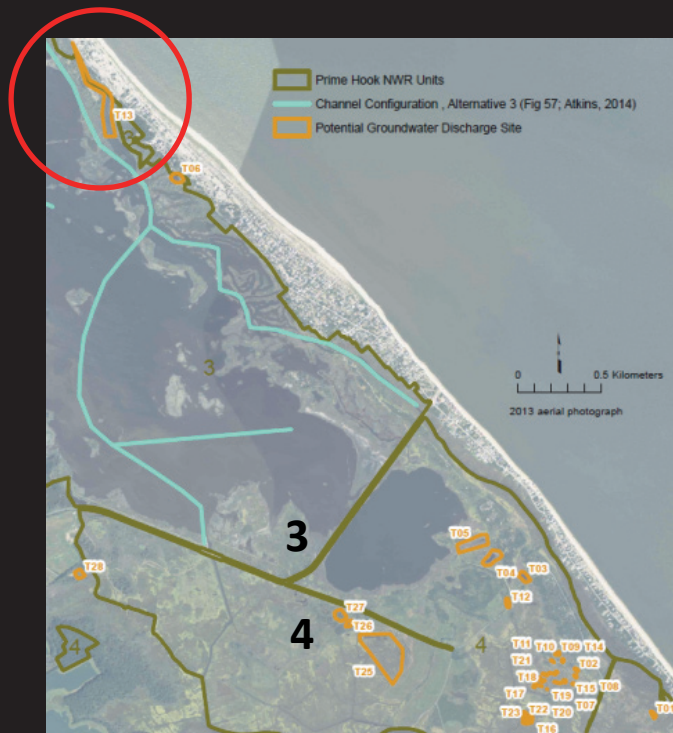 Prime Hook NWR Units
Channel Configuration , Alternative 3 (Fig 57; Atkins, 2014)
Potential Groundwater Discharge Site
T13
3
T06
3
0 0.5 Kilometers
2013 aerial photograph
3
T05
T04
T03
T28
T12
T27
T26
4
4
4
T25
T11 T10 T09 T14
T21
T02
T18
T17
T19
T15 T08
T07
T01
T23 T22 T20
T16